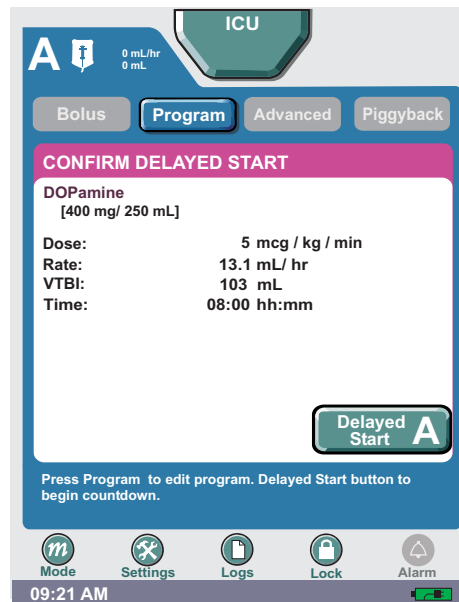 ICU
A
0 mL/hr
0 mL
Bolus Program Advanced Piggyback
CONFIRM DELAYED START
DOPamine
[400 mg/ 250 mL]
Dose: 5 mcg / kg / min
Rate: 13.1 mL/ hr
VTBI: 103 mL
Time: 08:00 hh:mm
Delayed
Start A
Press Program to edit program. Delayed Start button to
begin countdown.
m
Mode Settings Logs Lock Alarm
09:21 AM